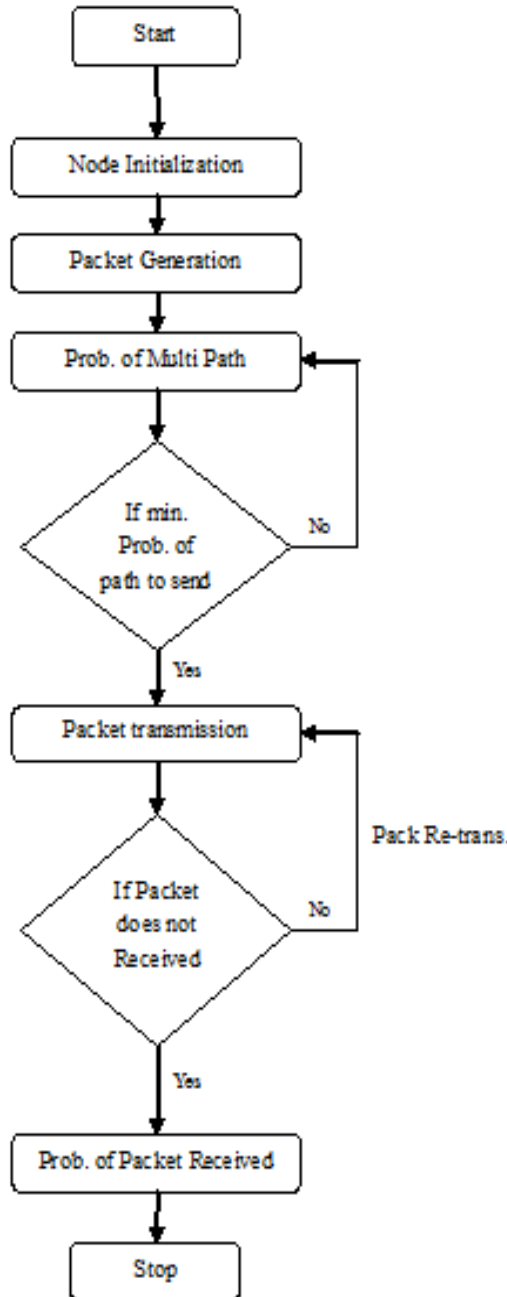 Start
Node Initialization
Packet Generation
Prob. of Multi Path
If min.
Prob. of
path to send
No
Yes
Packet transmission
Pack Re-trans.
If Packet
does not
Received
No
Yes
Prob. of Packet Received
Stop